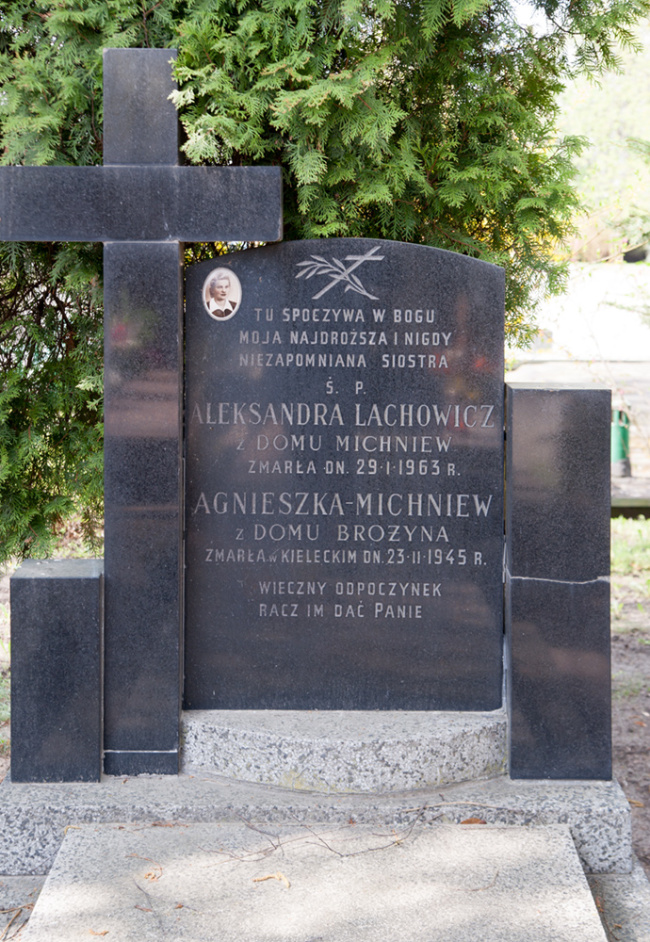 TU SPOCZYWA W BOGU
MOJA NAJDROŻSZA I NIGDY
NIEZAPOMNIANA SIOSTRA
Ś. P.
ALEKSANDRA LACHOWICZ
Z DOMU MICHNIEW
ZMARŁA DN. 29·I·1963 R.
AGNIESZKA-MICHNIEW
Z DOMU BROŻYNA
ZMARŁA W KIELECKIM DN. 23·II·1945 R.
WIECZNY ODPOCZYNEK
RACZ IM DAĆ PANIE